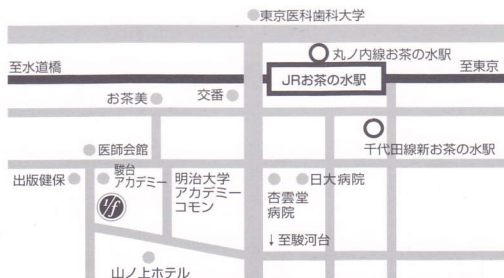 東京医科歯科大学
丸ノ内線お茶の水駅
至水道橋
JRお茶の水駅
至東京
お茶美
交番
千代田線新お茶の水駅
医師会館
出版健保
駿台
アカデミー
明治大学
アカデミー
コモン
日大病院
杏雲堂
病院
1/f
↓至駿河台
山ノ上ホテル